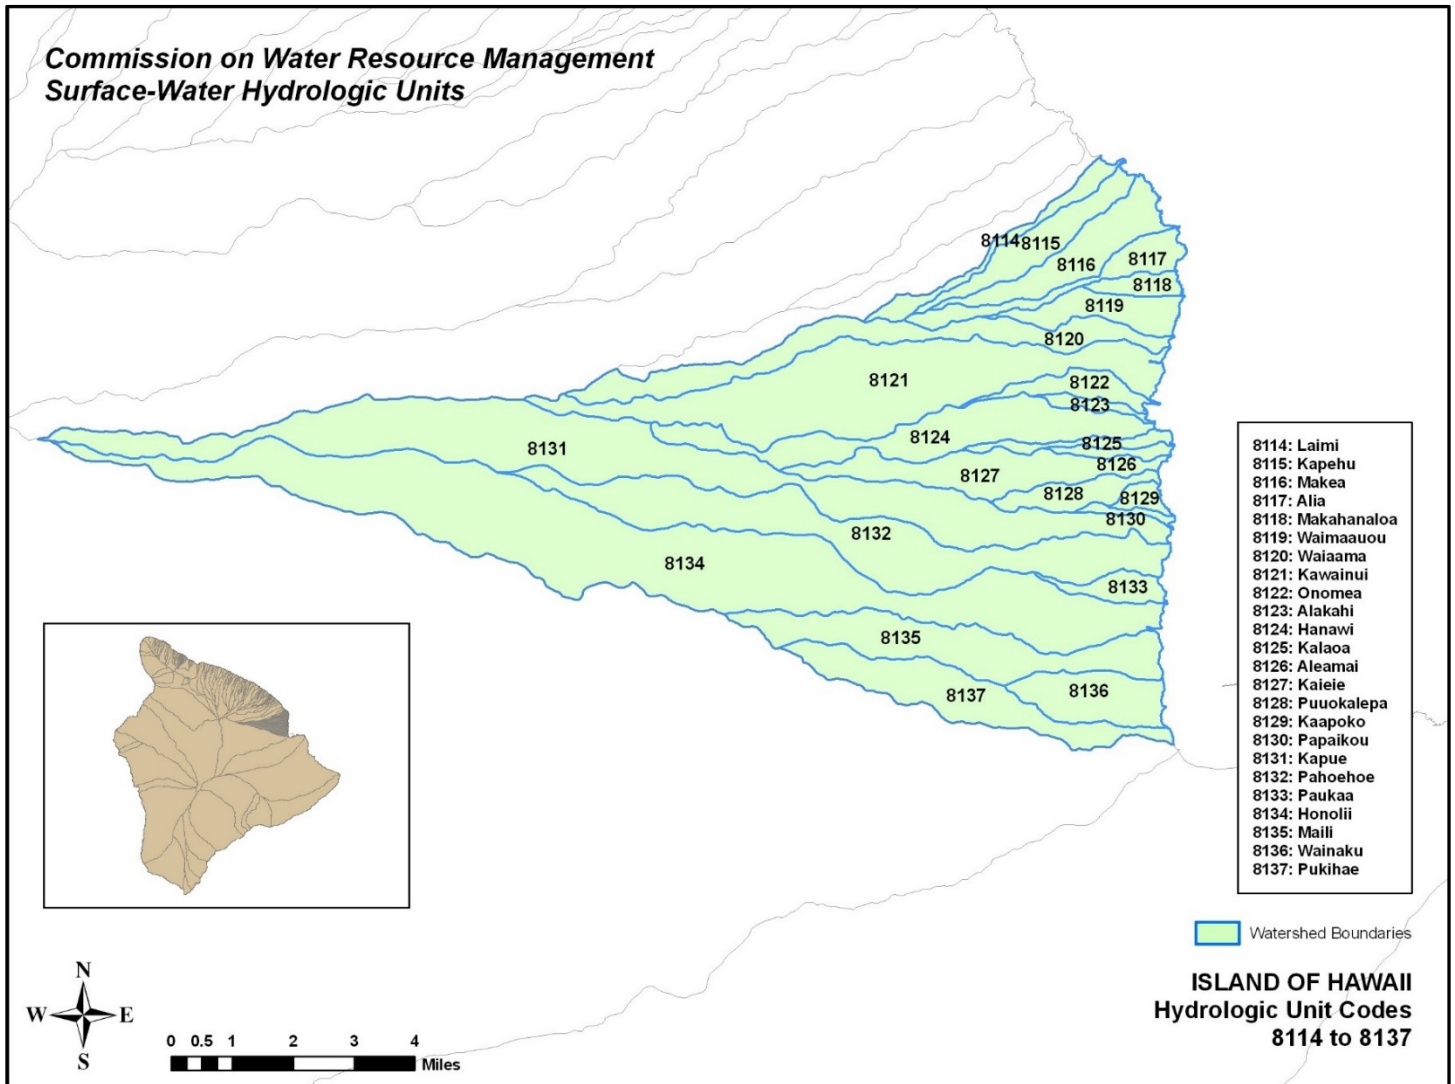 Commission on Water Resource Management
Surface-Water Hydrologic Units
8114
8115
8116
8117
8118
8119
8120
8121
8122
8123
8124
8125
8126
8127
8128
8129
8130
8131
8132
8133
8134
8135
8136
8137
8114: Laimi
8115: Kapehu
8116: Makea
8117: Alia
8118: Makahanaloa
8119: Waimaauou
8120: Waiaama
8121: Kawainui
8122: Onomea
8123: Alakahi
8124: Hanawi
8125: Kalaoa
8126: Aleamai
8127: Kaieie
8128: Puuokalepa
8129: Kaapoko
8130: Papaikou
8131: Kapue
8132: Pahoehoe
8133: Paukaa
8134: Honolii
8135: Maili
8136: Wainaku
8137: Pukihae
Watershed Boundaries
ISLAND OF HAWAII
Hydrologic Unit Codes
8114 to 8137
N
W E
S
0 0.5 1 2 3 4
Miles